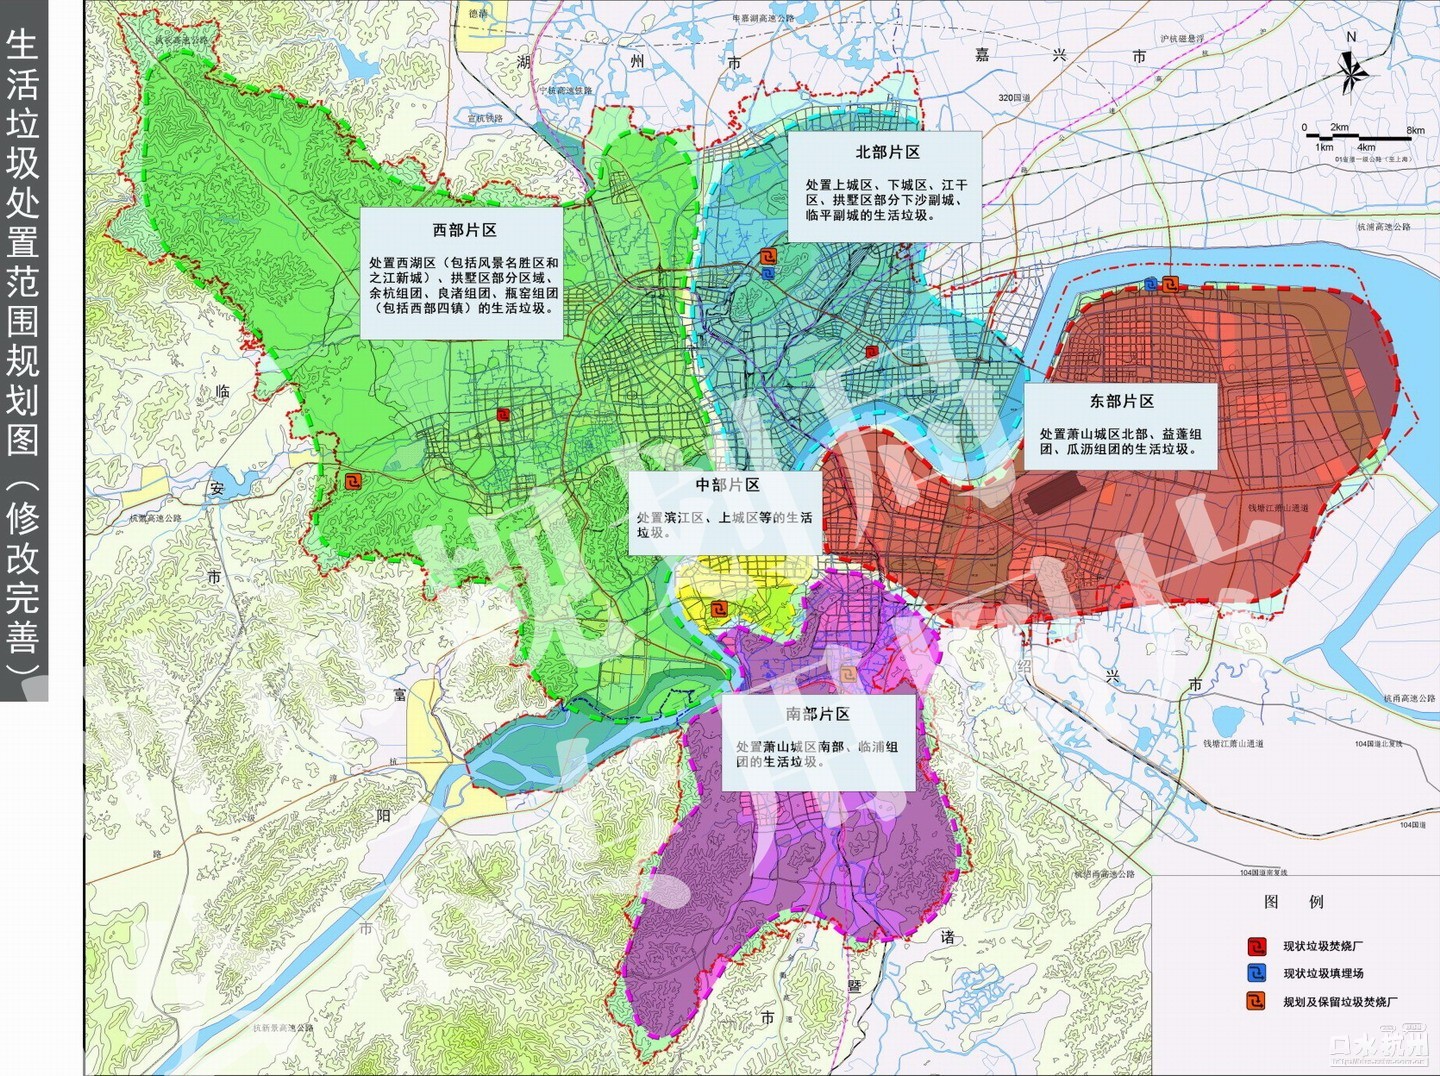 生活垃圾处置范围规划图（修改完善）
德清
杭长高速公路
申嘉湖高速公路
沪杭磁悬浮
湖州市
嘉兴市
宁杭高速铁路
宣杭铁路
320国道
N
0 2km 8km
1km 4km
01省道一级公路（至上海）
北部片区
处置上城区、下城区、江干
区、拱墅区部分下沙副城、
临平副城的生活垃圾。
西部片区
处置西湖区（包括风景名胜区和
之江新城）、拱墅区部分区域、
余杭组团、良渚组团、瓶窑组团
（包括西部四镇）的生活垃圾。
杭浦高速公路
东部片区
处置萧山城区北部、益蓬组
团、瓜沥组团的生活垃圾。
中部片区
处置滨江区、上城区等的生活
垃圾。
临安市
杭徽高速公路
钱塘江萧山通道
绍兴市
南部片区
处置萧山城区南部、临浦组
团的生活垃圾。
杭甬高速公路
钱塘江萧山通道
104国道北复线
104国道
104国道南复线
富阳市
诸暨市
杭新景高速公路
图例
现状垃圾焚烧厂
现状垃圾填埋场
规划及保留垃圾焚烧厂
口水杭州